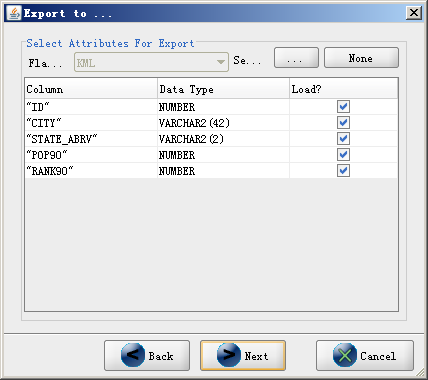 Export to ...
Select Attributes For Export
Fla... KML Se... ... None
Column Data Type Load?
"ID" NUMBER
"CITY" VARCHAR2(42)
"STATE_ABRV" VARCHAR2(2)
"POP90" NUMBER
"RANK90" NUMBER
Back Next Cancel